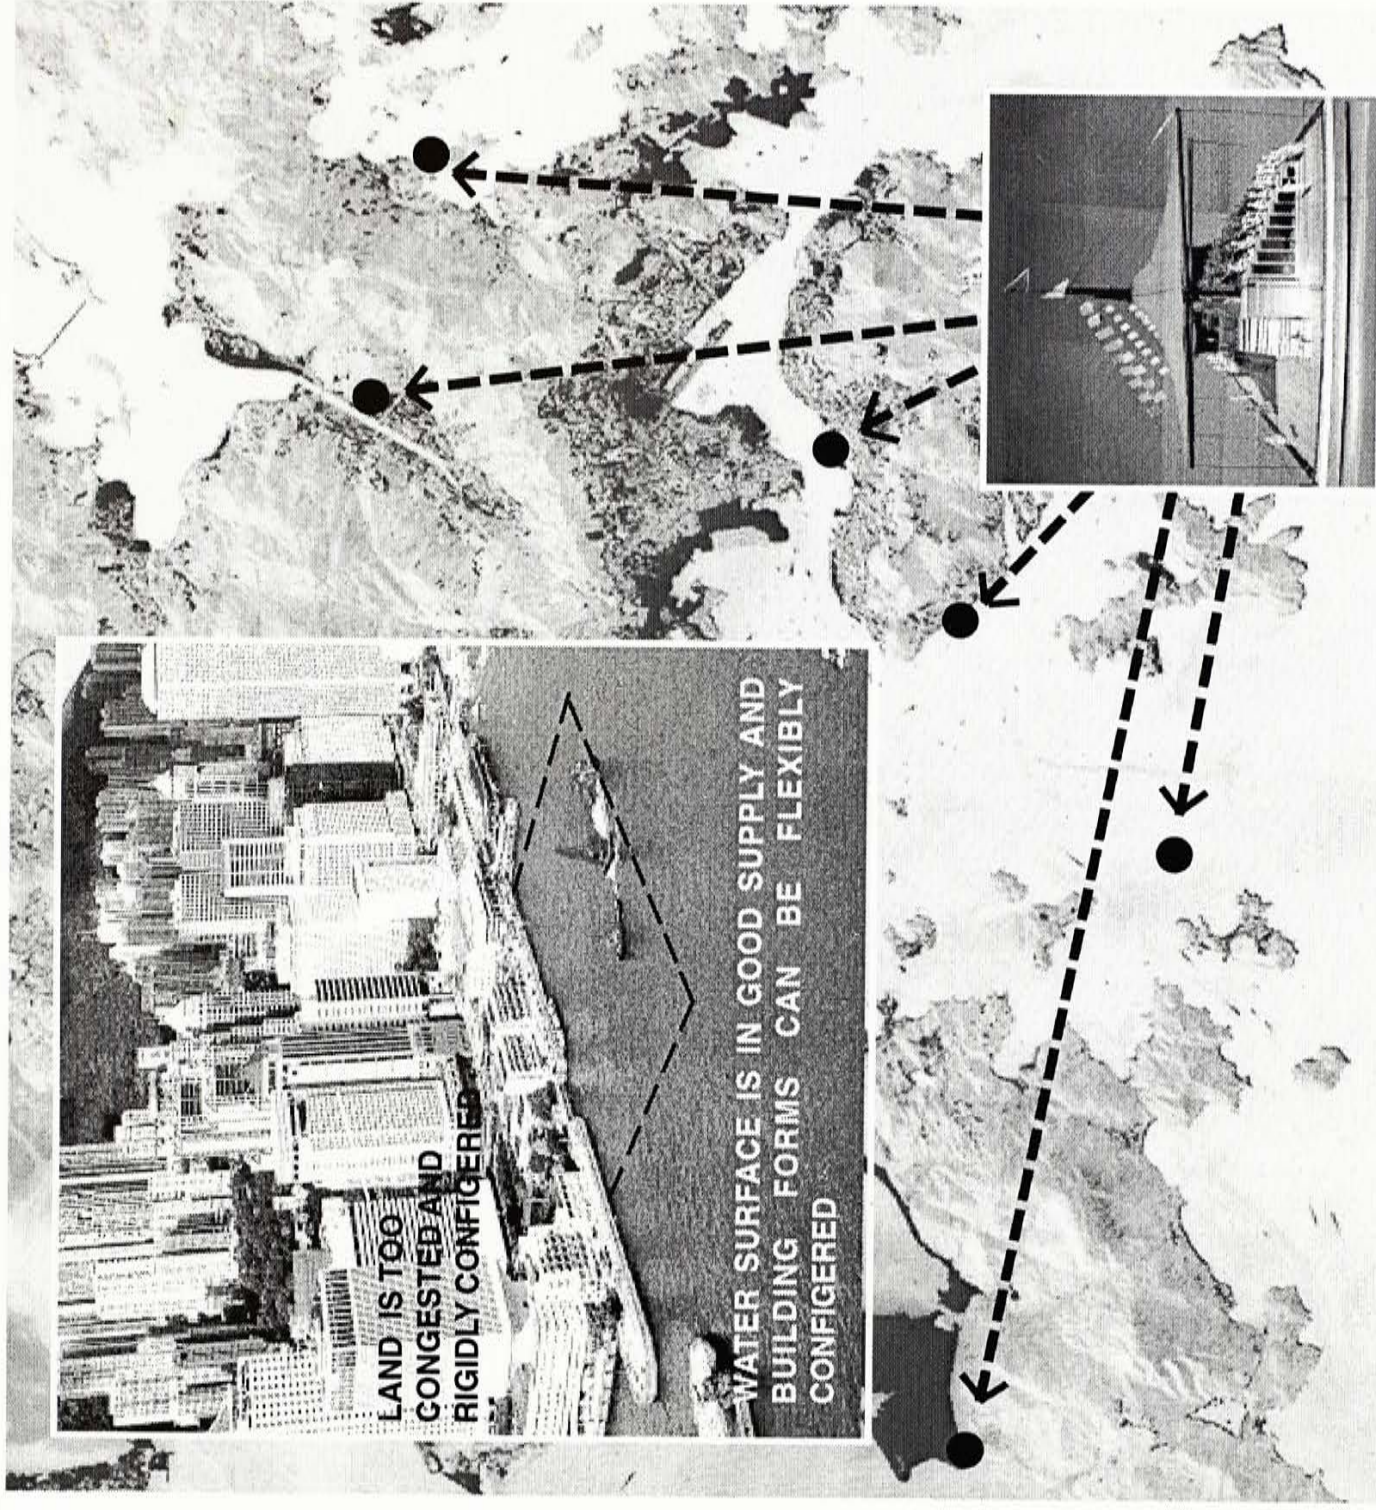 LAND IS TOO
CONGESTED AND
RIGIDLY CONFIGERED
WATER SURFACE IS IN GOOD SUPPLY AND
BUILDING FORMS CAN BE FLEXIBLY
CONFIGERED